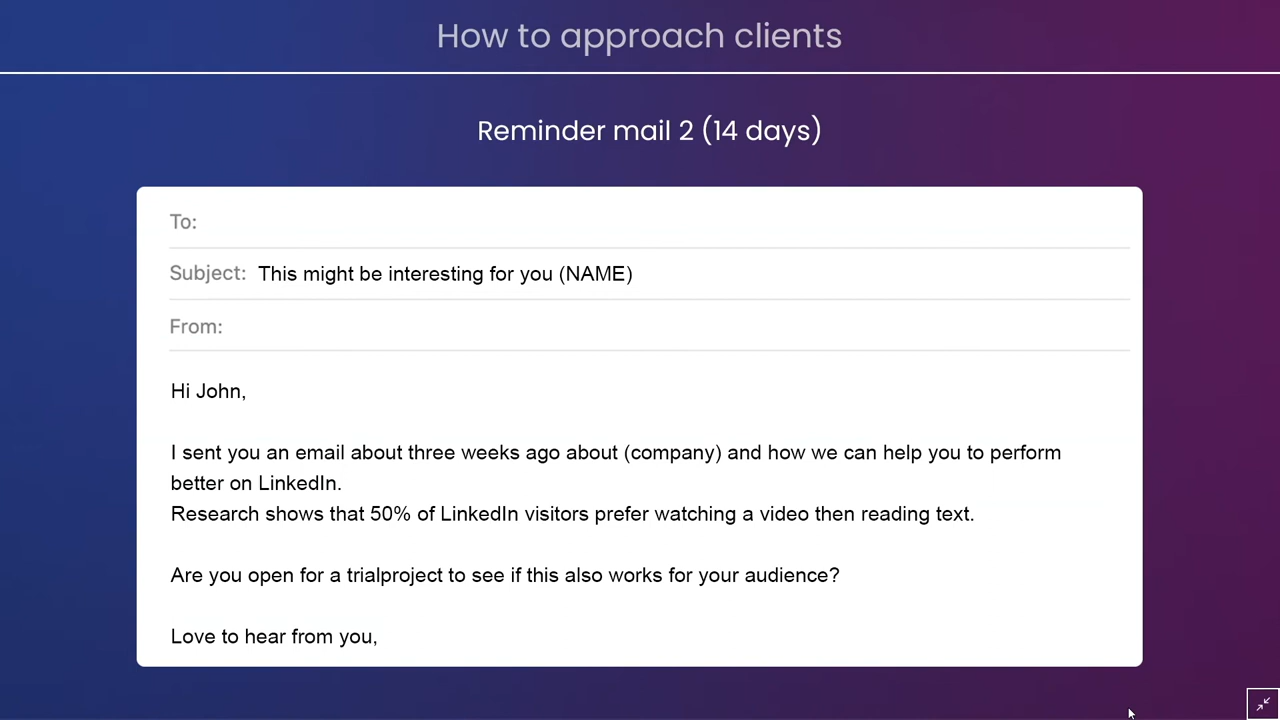 How to approach clients
Reminder mail 2 (14 days)
To:
Subject: This might be interesting for you (NAME)
From:
Hi John,
I sent you an email about three weeks ago about (company) and how we can help you to perform
better on LinkedIn.
Research shows that 50% of LinkedIn visitors prefer watching a video then reading text.
Are you open for a trialproject to see if this also works for your audience?
Love to hear from you,